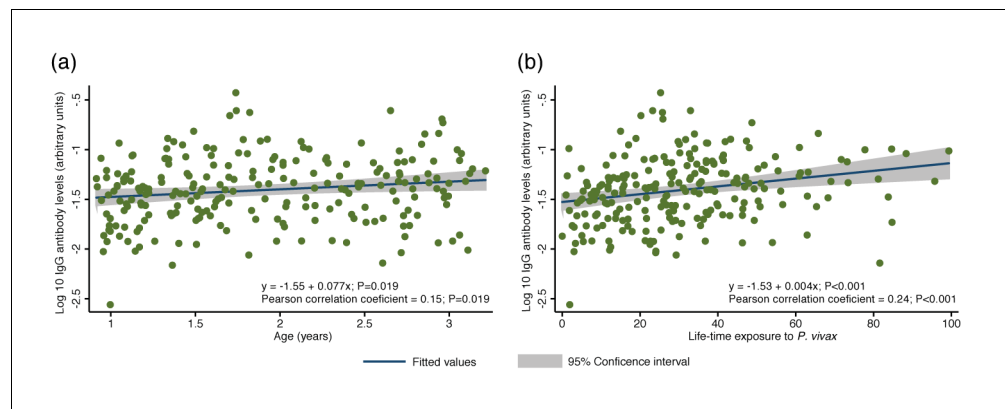 (a)
Log 10 IgG antibody levels (arbitrary units)
-.5
-1
-1.5
-2
-2.5
y = -1.55 + 0.077x; P=0.019
Pearson correlation coeficient = 0.15; P=0.019
1 1.5 2 2.5 3
Age (years)
(b)
Log 10 IgG antibody levels (arbitrary units)
-.5
-1
-1.5
-2
-2.5
y = -1.53 + 0.004x; P<0.001
Pearson correlation coeficient = 0.24; P<0.001
0 20 40 60 80 100
Life-time exposure to P. vivax
Fitted values
95% Conficence interval